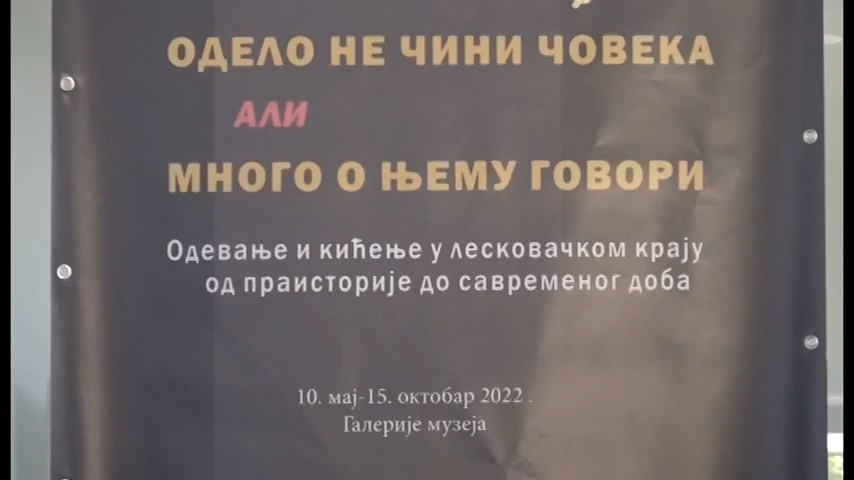 ОДЕЛО НЕ ЧИНИ ЧОВЕКА
АЛИ
МНОГО О ЊЕМУ ГОВОРИ
Одевање и кићење у лесковачком крају
од праисторије до савременог доба
10. мај-15. октобар 2022.
Галерије музеја